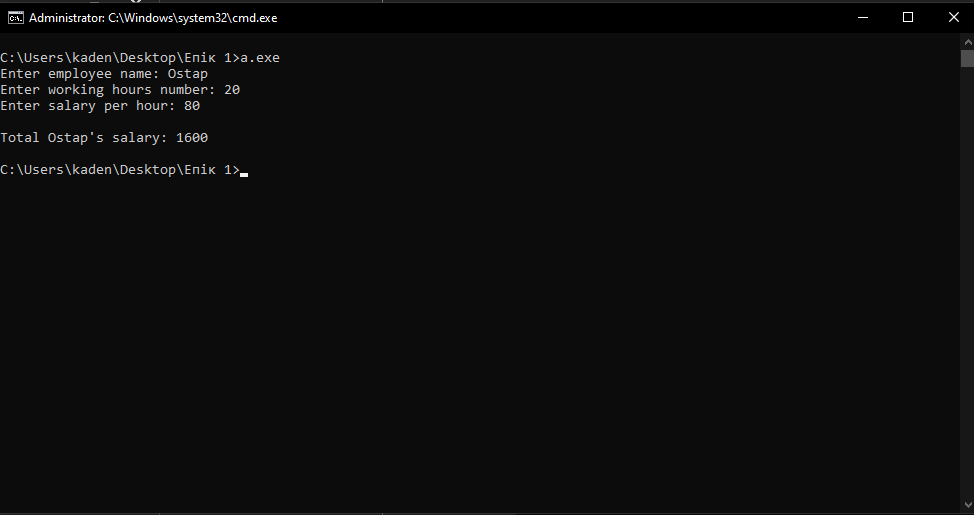 Administrator: C:\Windows\system32\cmd.exe
C:\Users\kaden\Desktop\Епік 1>a.exe
Enter employee name: Ostap
Enter working hours number: 20
Enter salary per hour: 80
Total Ostap's salary: 1600
C:\Users\kaden\Desktop\Епік 1>